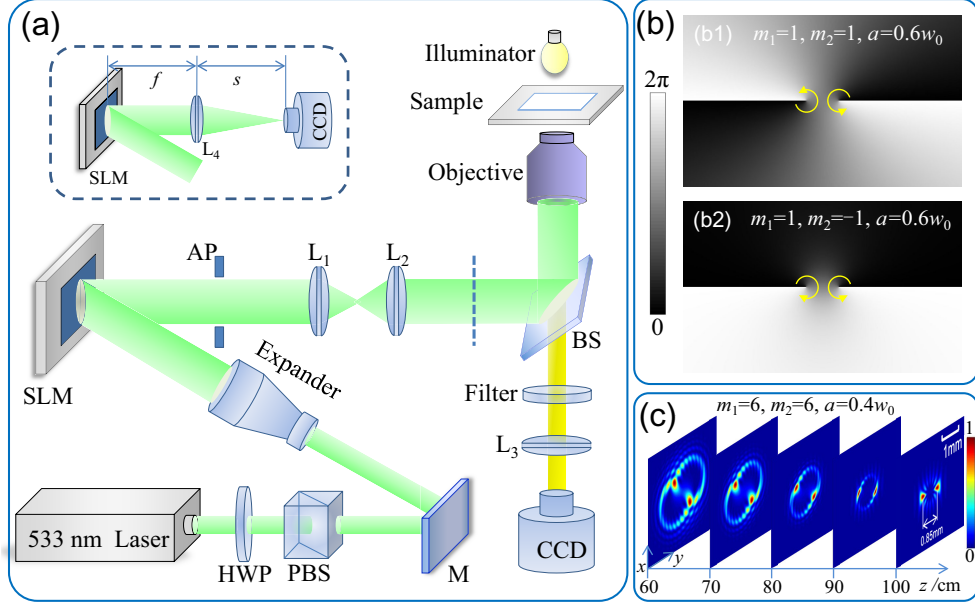 (a)
f
s
CCD
L4
SLM
Illuminator
Sample
Objective
AP
L1
L2
BS
SLM
Expander
Filter
L3
533 nm Laser
HWP
PBS
M
CCD
(b)
2π
0
(b1)
m1=1, m2=1, a=0.6w0
(b2)
m1=1, m2=−1, a=0.6w0
(c)
m1=6, m2=6, a=0.4w0
1mm
1
0
0.85mm
x
y
60
70
80
90
100
z /cm